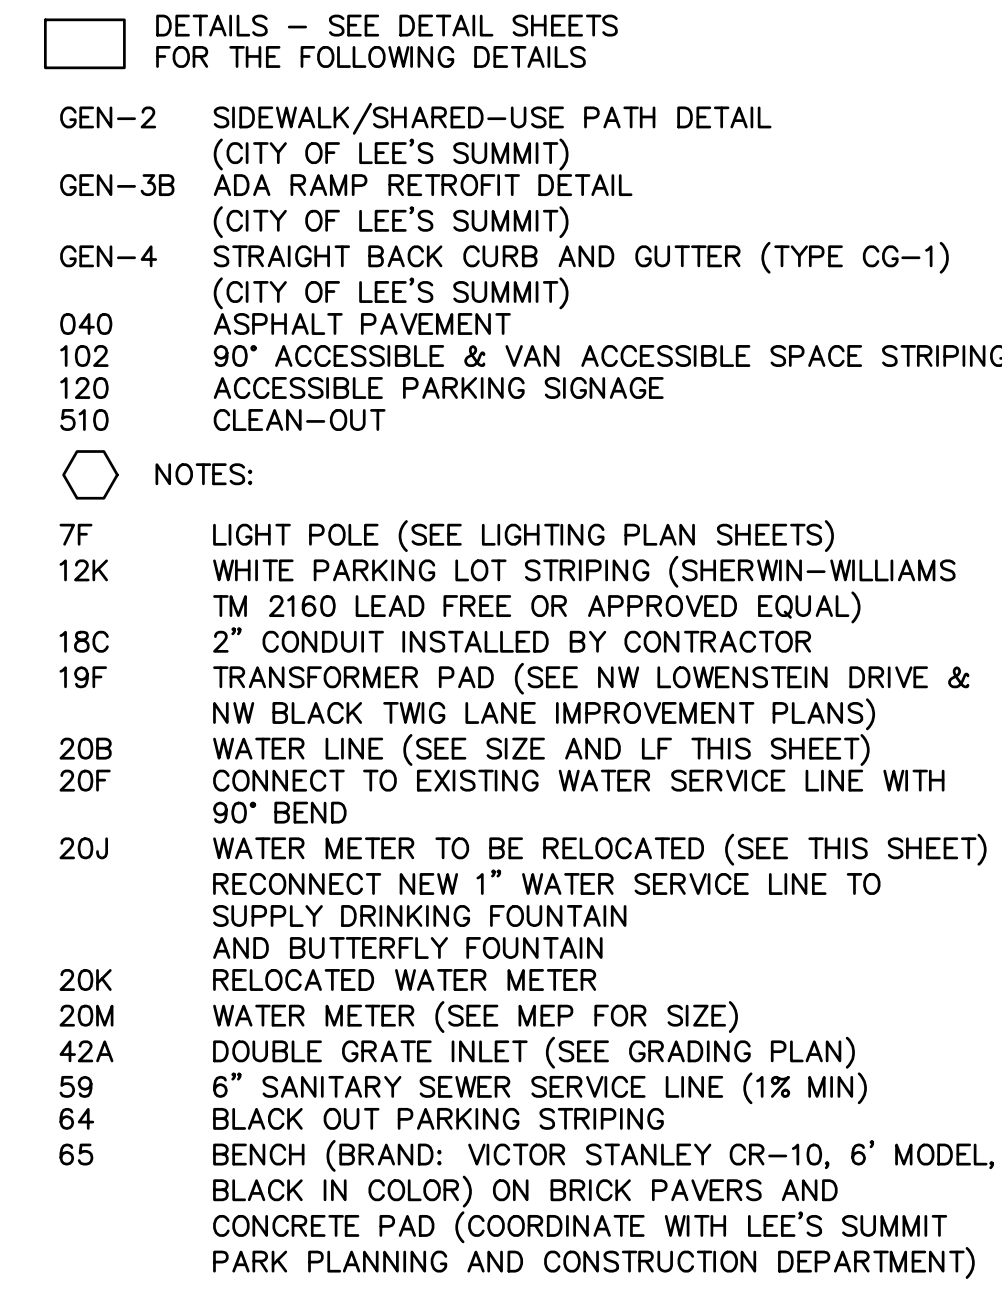 DETAILS – SEE DETAIL SHEETS
FOR THE FOLLOWING DETAILS
GEN–2 SIDEWALK/SHARED–USE PATH DETAIL
(CITY OF LEE'S SUMMIT)
GEN–3B ADA RAMP RETROFIT DETAIL
(CITY OF LEE'S SUMMIT)
GEN–4 STRAIGHT BACK CURB AND GUTTER (TYPE CG–1)
(CITY OF LEE'S SUMMIT)
040 ASPHALT PAVEMENT
102 90° ACCESSIBLE & VAN ACCESSIBLE SPACE STRIPING
120 ACCESSIBLE PARKING SIGNAGE
510 CLEAN–OUT
NOTES:
7F LIGHT POLE (SEE LIGHTING PLAN SHEETS)
12K WHITE PARKING LOT STRIPING (SHERWIN–WILLIAMS
TM 2160 LEAD FREE OR APPROVED EQUAL)
18C 2" CONDUIT INSTALLED BY CONTRACTOR
19F TRANSFORMER PAD (SEE NW LOWENSTEIN DRIVE &
NW BLACK TWIG LANE IMPROVEMENT PLANS)
20B WATER LINE (SEE SIZE AND LF THIS SHEET)
20F CONNECT TO EXISTING WATER SERVICE LINE WITH
90° BEND
20J WATER METER TO BE RELOCATED (SEE THIS SHEET)
RECONNECT NEW 1" WATER SERVICE LINE TO
SUPPLY DRINKING FOUNTAIN
AND BUTTERFLY FOUNTAIN
20K RELOCATED WATER METER
20M WATER METER (SEE MEP FOR SIZE)
42A DOUBLE GRATE INLET (SEE GRADING PLAN)
59 6" SANITARY SEWER SERVICE LINE (1% MIN)
64 BLACK OUT PARKING STRIPING
65 BENCH (BRAND: VICTOR STANLEY CR–10, 6' MODEL,
BLACK IN COLOR) ON BRICK PAVERS AND
CONCRETE PAD (COORDINATE WITH LEE'S SUMMIT
PARK PLANNING AND CONSTRUCTION DEPARTMENT)